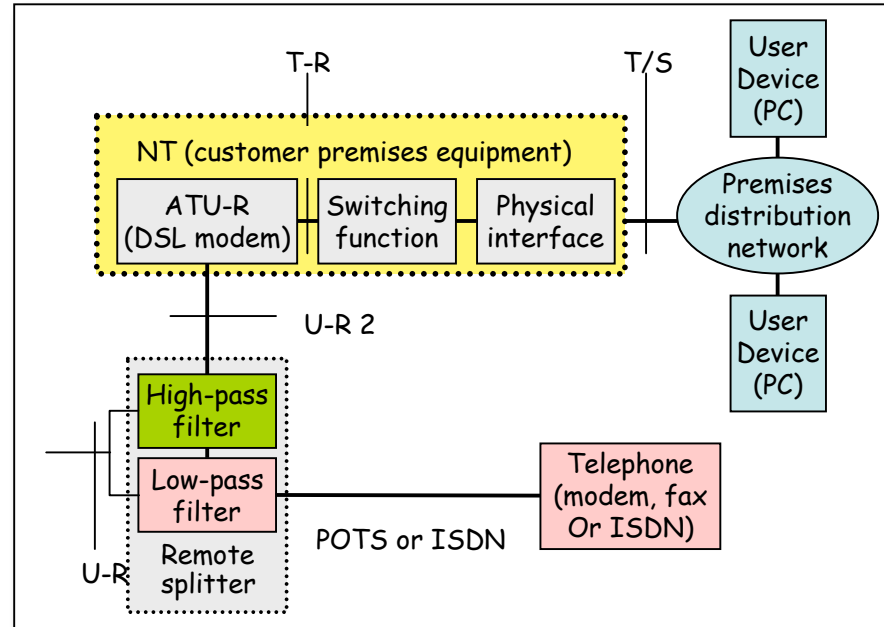 T-R
T/S
User
Device
(PC)
NT (customer premises equipment)
ATU-R
(DSL modem)
Switching
function
Physical
interface
Premises
distribution
network
U-R 2
User
Device
(PC)
High-pass
filter
Low-pass
filter
Remote
splitter
U-R
POTS or ISDN
Telephone
(modem, fax
Or ISDN)